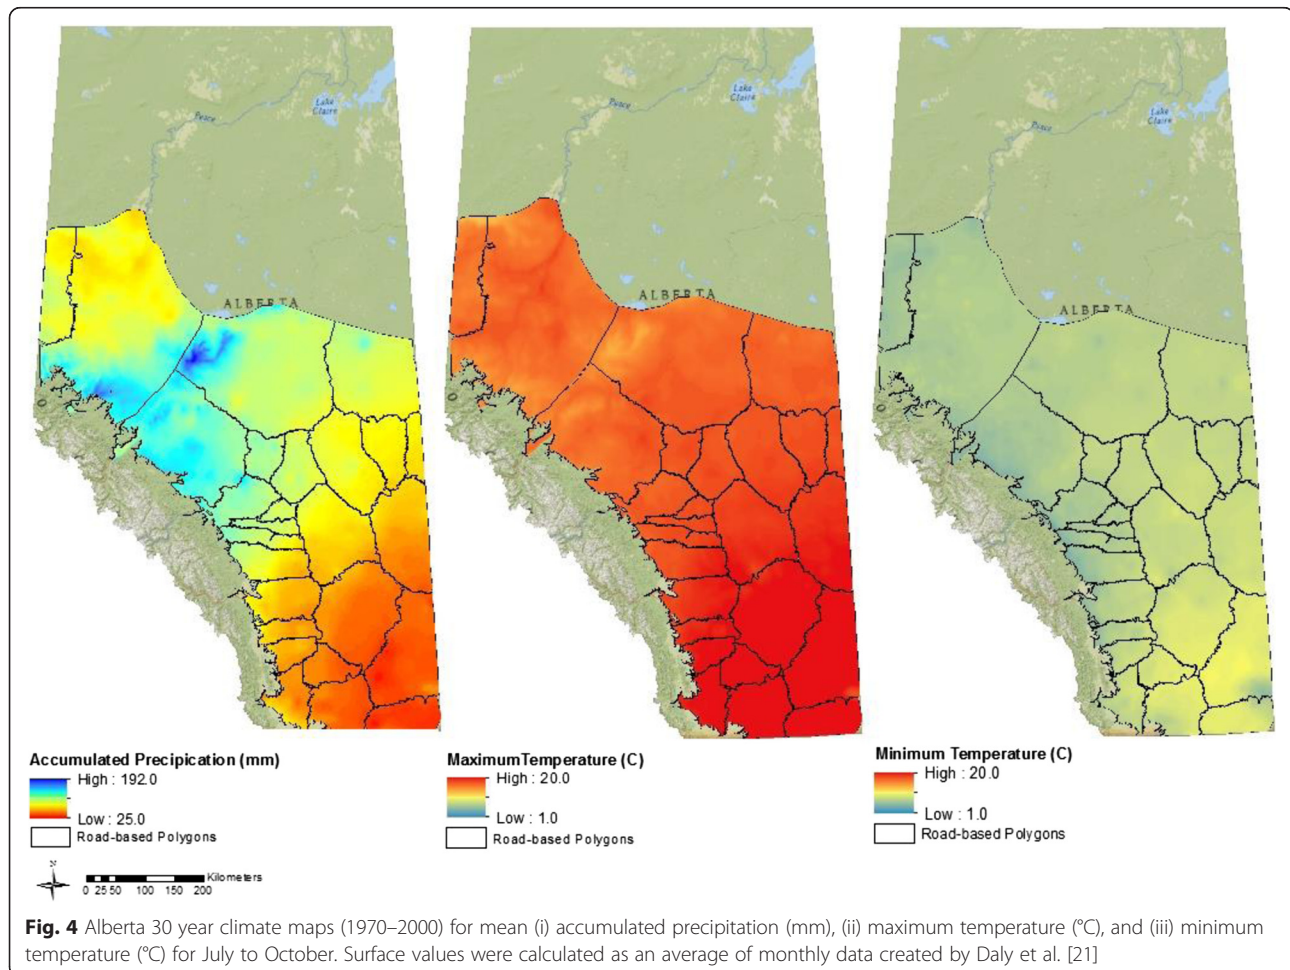 Lake
Claire
Peace
ALBERTA
Lake
Claire
Peace
ALBERTA
Lake
Claire
Peace
ALBERTA
Accumulated Precipication (mm)
High : 192.0
Low : 25.0
Road-based Polygons
MaximumTemperature (C)
High : 20.0
Low : 1.0
Road-based Polygons
Minimum Temperature (C)
High : 20.0
Low : 1.0
Road-based Polygons
N
Kilometers
0 25 50 100 150 200
Fig. 4 Alberta 30 year climate maps (1970–2000) for mean (i) accumulated precipitation (mm), (ii) maximum temperature (°C), and (iii) minimum
temperature (°C) for July to October. Surface values were calculated as an average of monthly data created by Daly et al. [21]